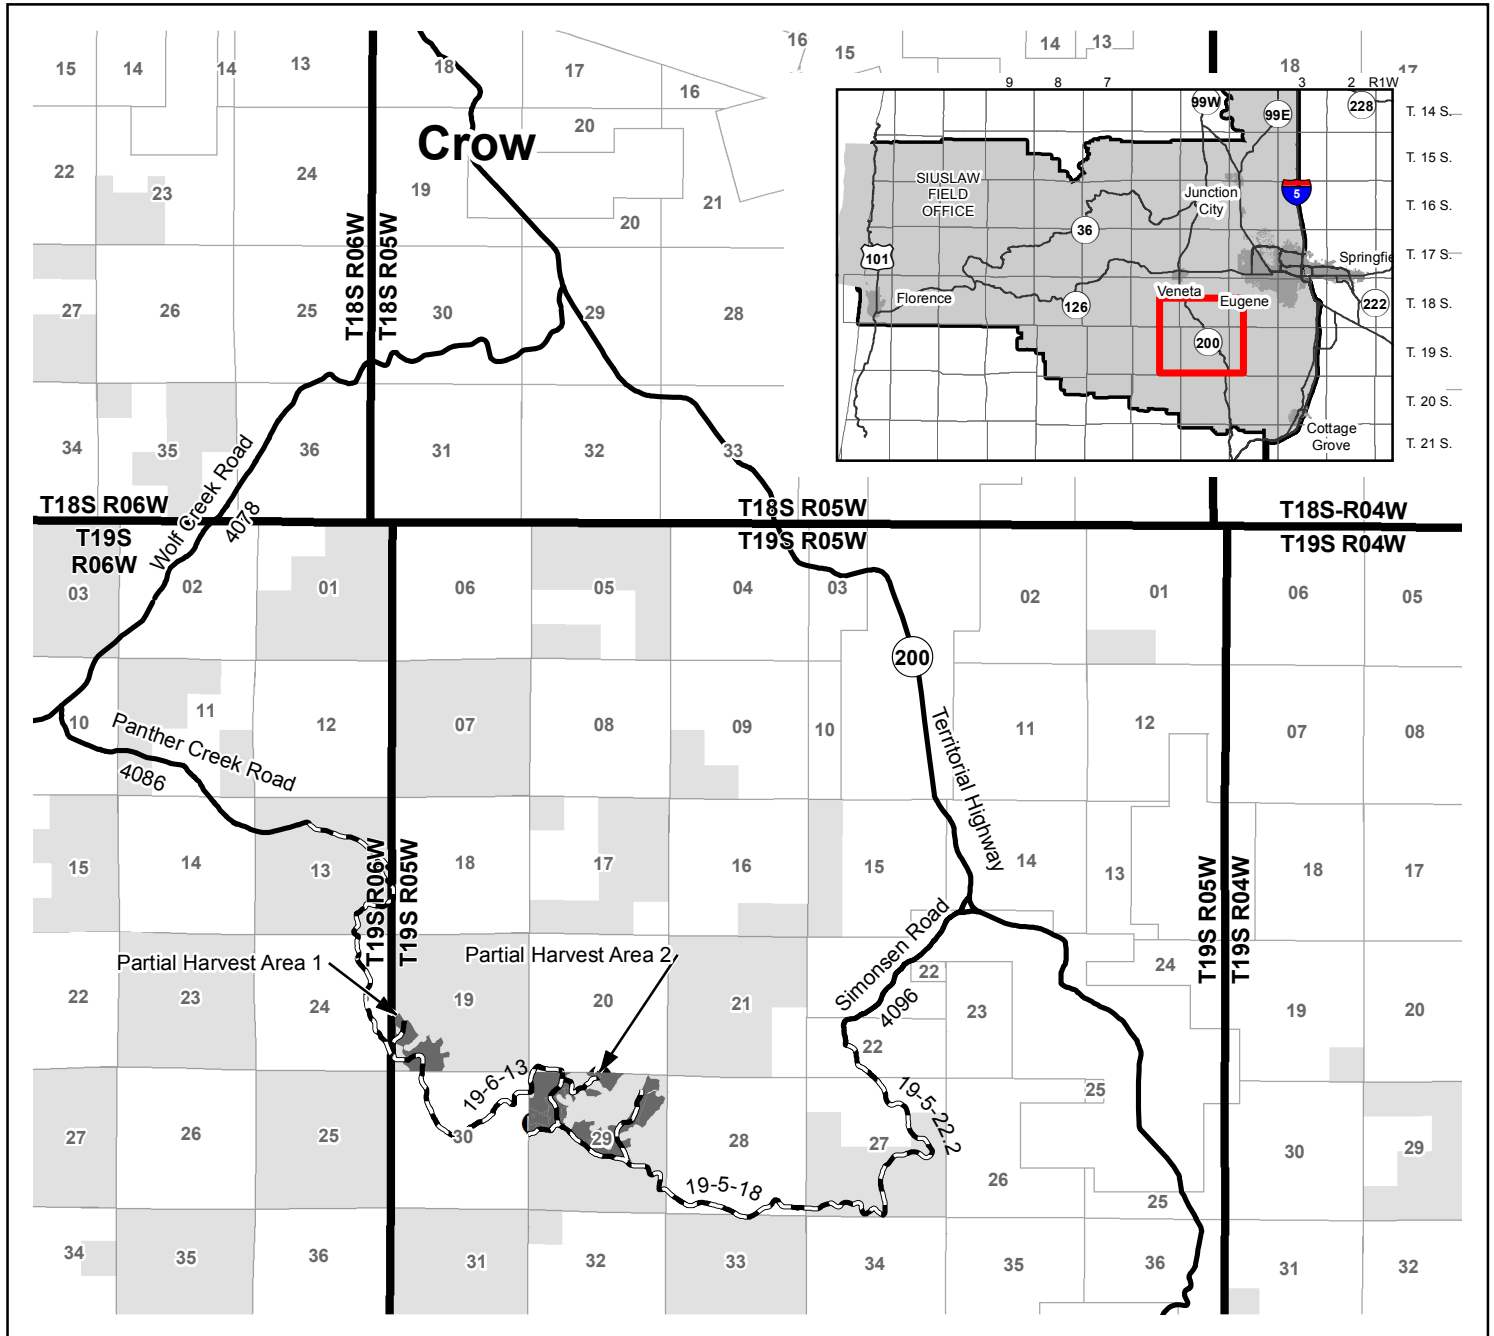 15 14 14 13 18 17 16 16 15 14 13 18 17
Crow
20
22 23 24 19 20 21
T18S R06W
T18S R05W
27 26 25 30 29 28
34 35 36 31 32 33
Wolf Creek Road
4078
T18S R06W
T18S R05W
T18S-R04W
T19S
R06W
T19S R05W
T19S R04W
03 02 01 06 05 04 03 02 01 06 05
200
10 11 12 07 08 09 10 11 12 07 08
Panther Creek Road
4086
Territorial Highway
15 14 13 18 17 16 15 14 13 18 17
T19S R06W
T19S R05W
T19S R05W
T19S R04W
Simonsen Road
4096
Partial Harvest Area 1
Partial Harvest Area 2
22 23 24 19 20 21 22 22 23 24 19 20
19-6-13
19-5-22.2
27 26 25 30 29 28 27 26 25 25 30 29
19-5-18
34 35 36 31 32 33 34 35 36 31 32
9 8 7 3 2 R1W
99W
99E
228
T. 14 S.
T. 15 S.
SIUSLAW
FIELD
OFFICE
Junction
City
5
T. 16 S.
36
101
Springfie
T. 17 S.
Florence
126
Veneta
Eugene
222
T. 18 S.
200
T. 19 S.
T. 20 S.
Cottage
Grove
T. 21 S.